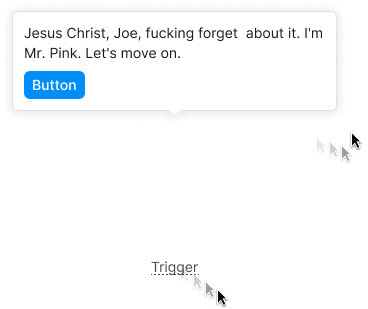 Jesus Christ, Joe, fucking forget  about it. I'm
Mr. Pink. Let's move on.
Button
Trigger